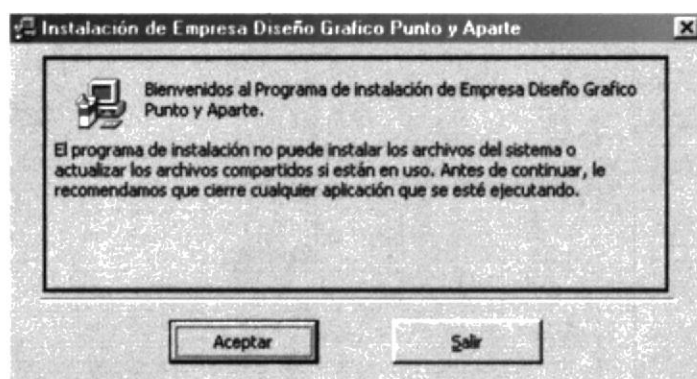 Instalación de Empresa Diseño Grafico Punto y Aparte
Bienvenidos al Programa de instalación de Empresa Diseño Grafico
Punto y Aparte.
El programa de instalación no puede instalar los archivos del sistema o
actualizar los archivos compartidos si están en uso. Antes de continuar, le
recomendamos que cierre cualquier aplicación que se esté ejecutando.
Aceptar
Salir